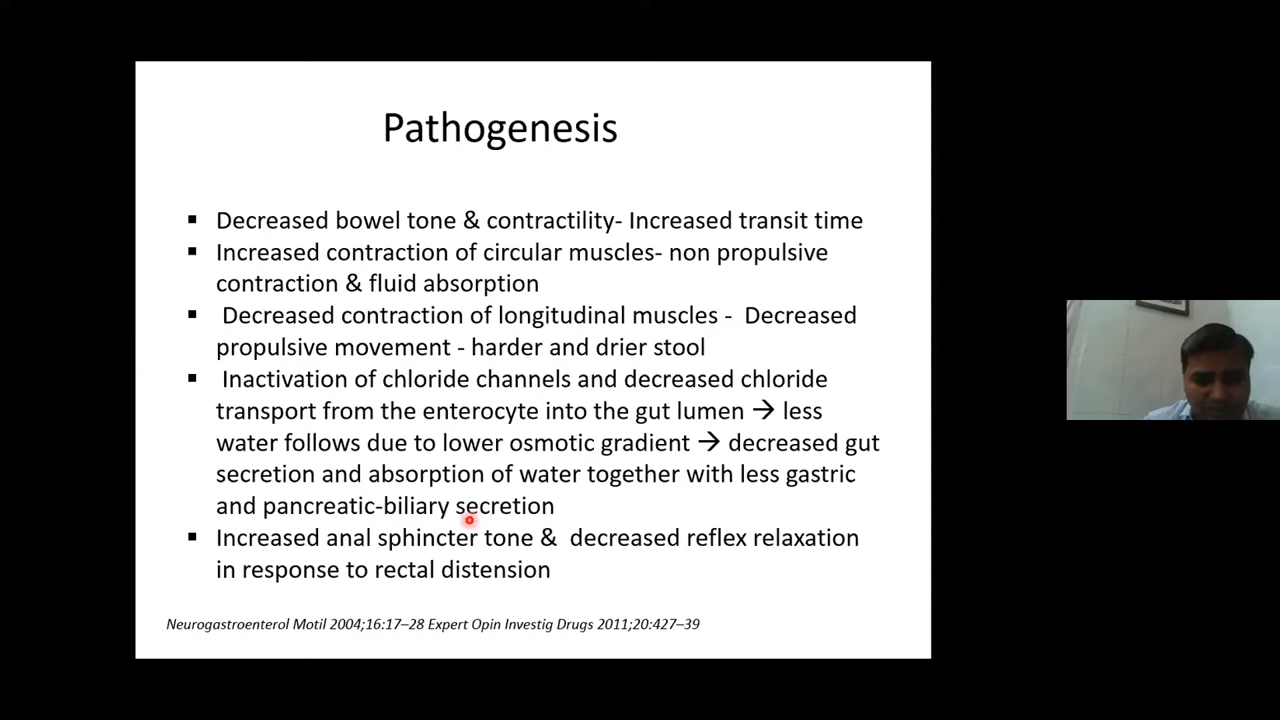 Pathogenesis
▪ Decreased bowel tone & contractility- Increased transit time
▪ Increased contraction of circular muscles- non propulsive
contraction & fluid absorption
▪ Decreased contraction of longitudinal muscles - Decreased
propulsive movement - harder and drier stool
▪ Inactivation of chloride channels and decreased chloride
transport from the enterocyte into the gut lumen → less
water follows due to lower osmotic gradient → decreased gut
secretion and absorption of water together with less gastric
and pancreatic-biliary secretion
▪ Increased anal sphincter tone & decreased reflex relaxation
in response to rectal distension
Neurogastroenterol Motil 2004;16:17–28 Expert Opin Investig Drugs 2011;20:427–39